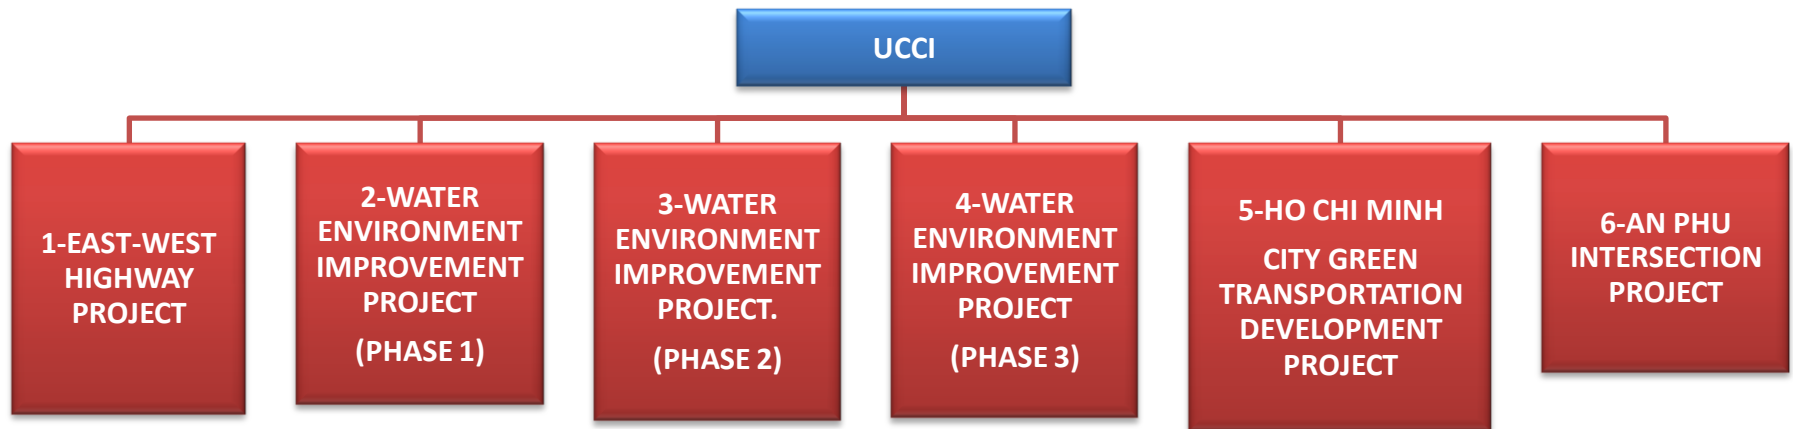 UCCI
1-EAST-WEST
HIGHWAY
PROJECT
2-WATER
ENVIRONMENT
IMPROVEMENT
PROJECT
(PHASE 1)
3-WATER
ENVIRONMENT
IMPROVEMENT
PROJECT.
(PHASE 2)
4-WATER
ENVIRONMENT
IMPROVEMENT
PROJECT
(PHASE 3)
5-HO CHI MINH
CITY GREEN
TRANSPORTATION
DEVELOPMENT
PROJECT
6-AN PHU
INTERSECTION
PROJECT